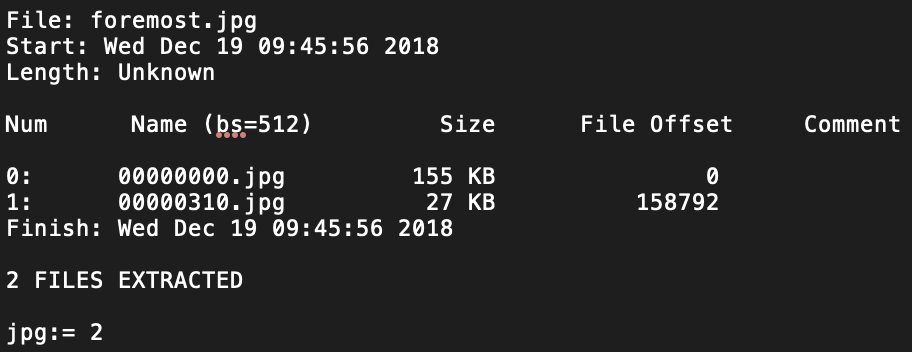 File: foremost.jpg
Start: Wed Dec 19 09:45:56 2018
Length: Unknown
Num Name (bs=512) Size File Offset Comment
0: 00000000.jpg 155 KB 0
1: 00000310.jpg 27 KB 158792
Finish: Wed Dec 19 09:45:56 2018
2 FILES EXTRACTED
jpg:= 2